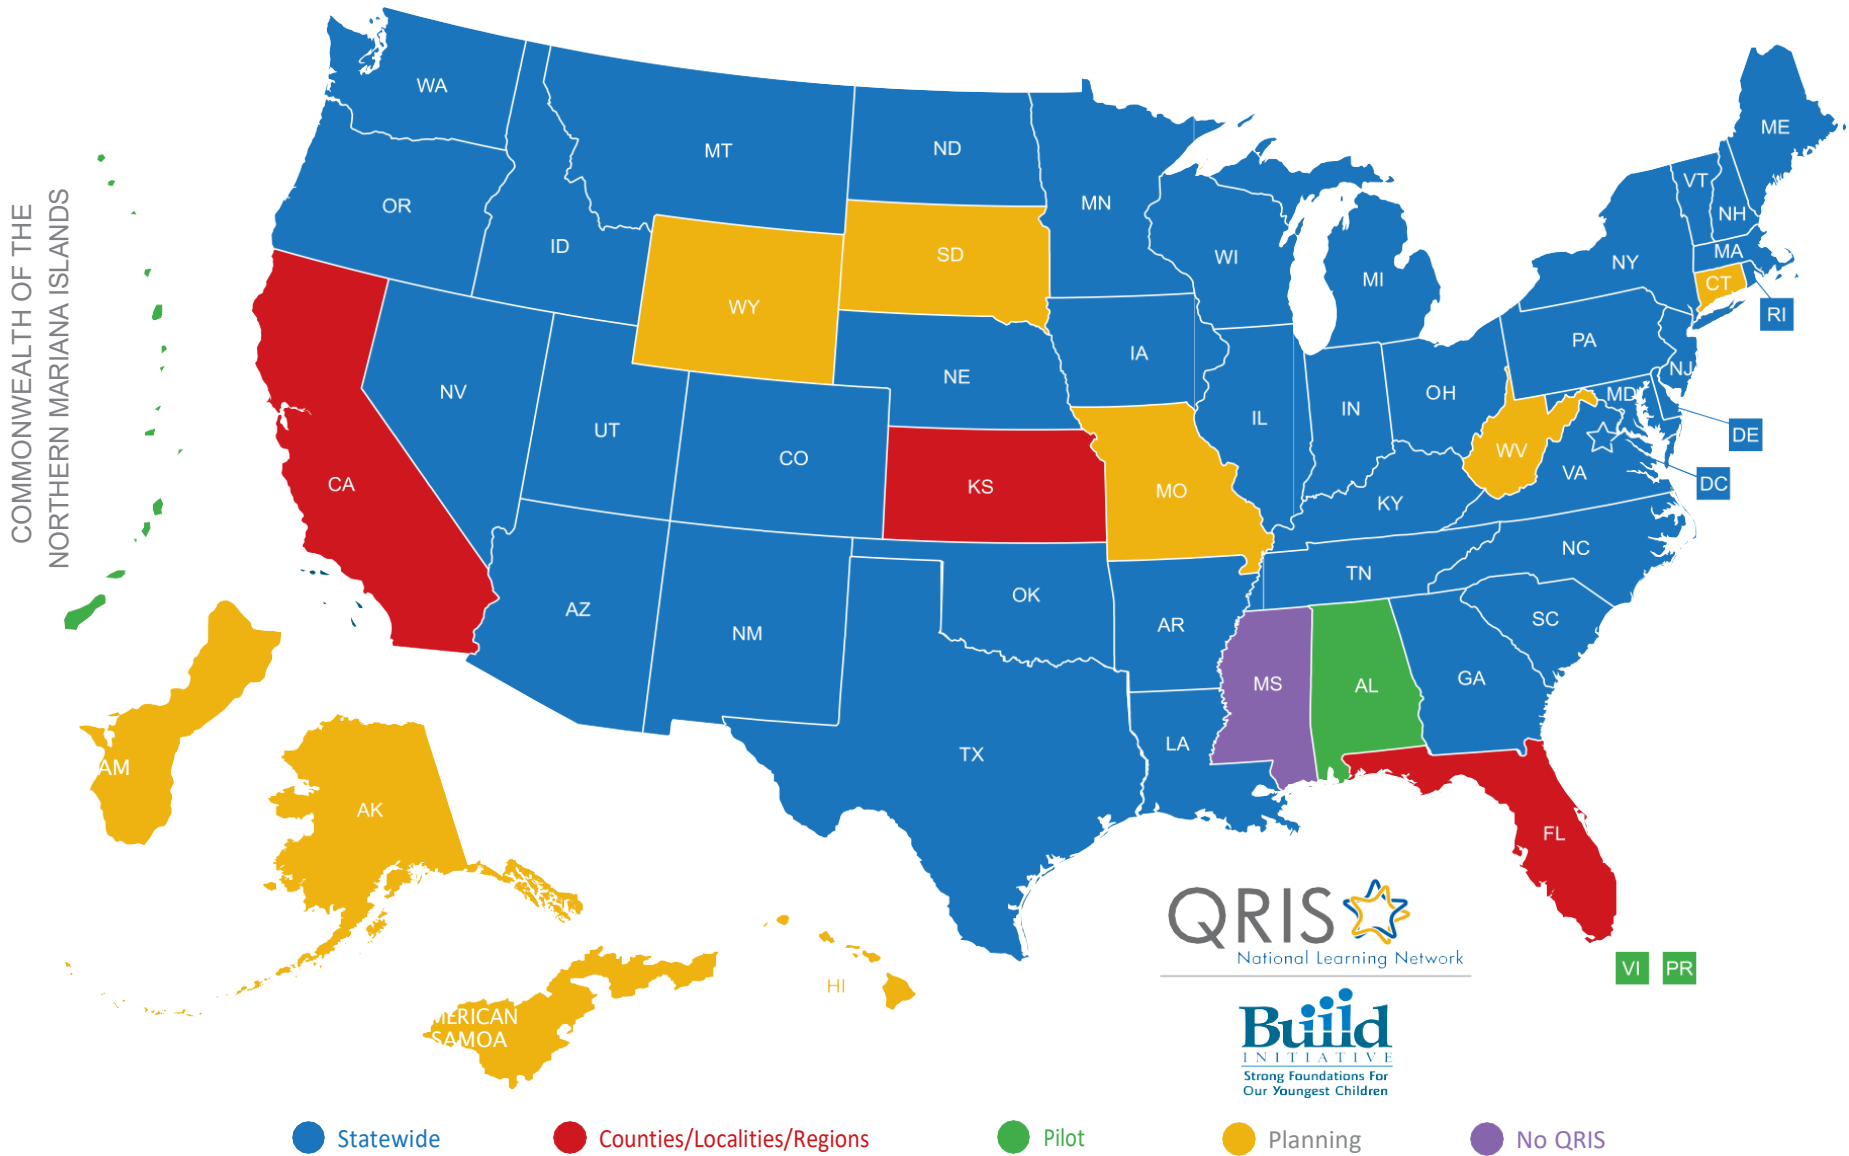 COMMONWEALTH OF THE
NORTHERN MARIANA ISLANDS
WA
MT
ND
MN
ME
OR
ID
WY
SD
WI
MI
VT
NH
NY
MA
CT
RI
NV
UT
CO
NE
IA
IL
IN
OH
PA
NJ
MD
DE
CA
KS
MO
KY
WV
VA
DC
AZ
NM
OK
AR
TN
NC
SC
TX
LA
MS
AL
GA
FL
AM
AK
HI
MERICAN
SAMOA
VI
PR
QRIS
National Learning Network
Build
INITIATIVE
Strong Foundations For
Our Youngest Children
Statewide
Counties/Localities/Regions
Pilot
Planning
No QRIS